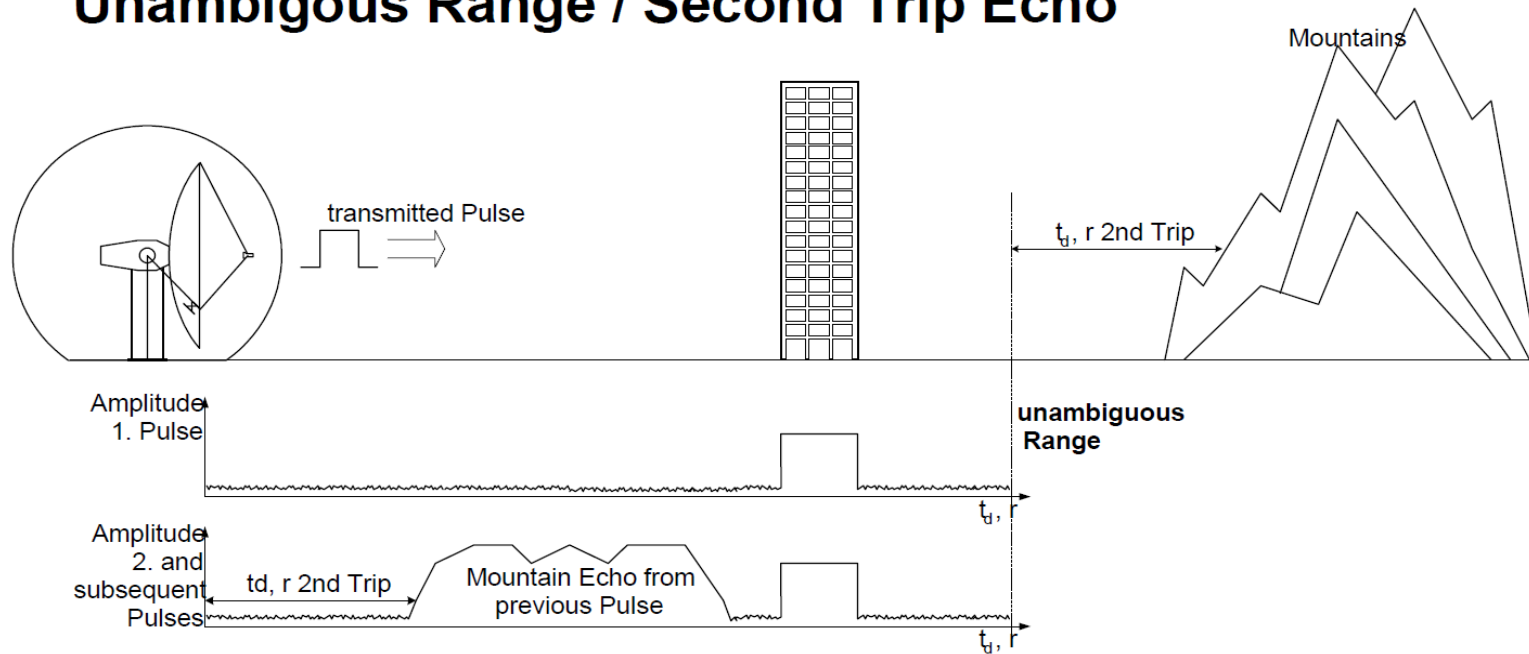 Unambigous Range / Second Trip Echo
Mountains
transmitted Pulse
td, r 2nd Trip
Amplitude
1. Pulse
unambiguous
Range
td, r
Amplitude
2. and
subsequent
Pulses
td, r 2nd Trip
Mountain Echo from
previous Pulse
td, r